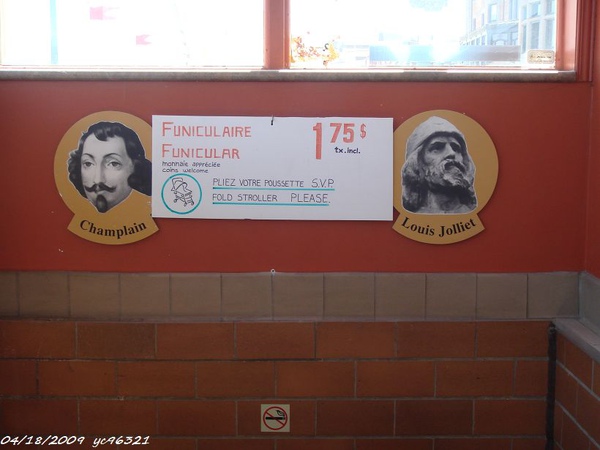 FUNICULAIRE
FUNICULAR
monnaie appréciée
coins welcome
1 75 $
tx. incl.
PLIEZ VOTRE POUSSETTE S.V.P
FOLD STROLLER PLEASE.
Champlain
Louis Jolliet
04/18/2009 yc96321